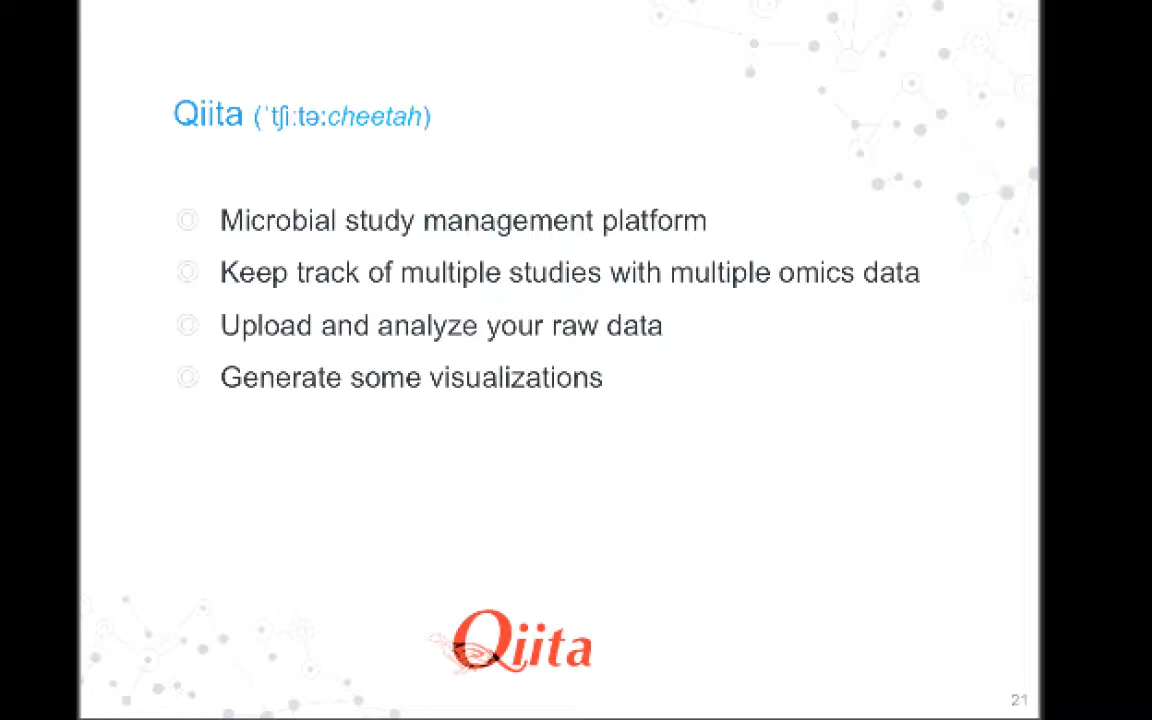 Qiita (ˈtʃiːtə:cheetah)
Microbial study management platform
Keep track of multiple studies with multiple omics data
Upload and analyze your raw data
Generate some visualizations
Qiita
21